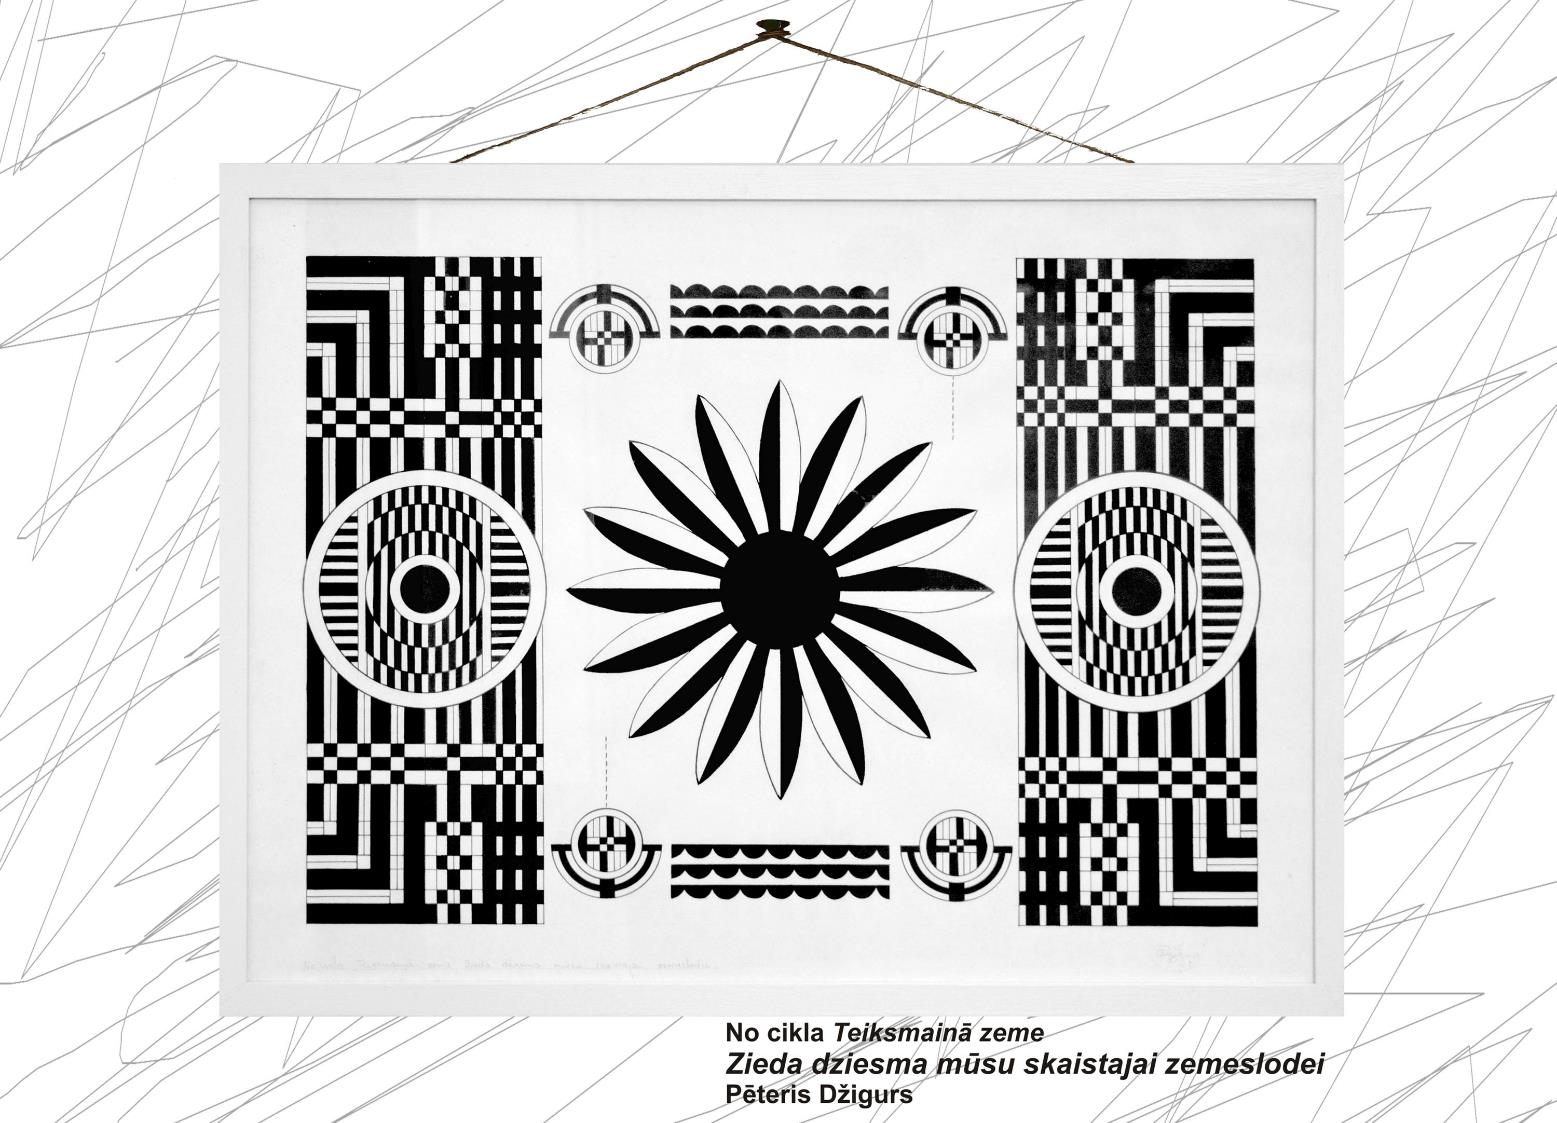 No cikla Teiksmainā zeme
Zieda dziesma mūsu skaistajai zemeslodei
Pēteris Džigurs